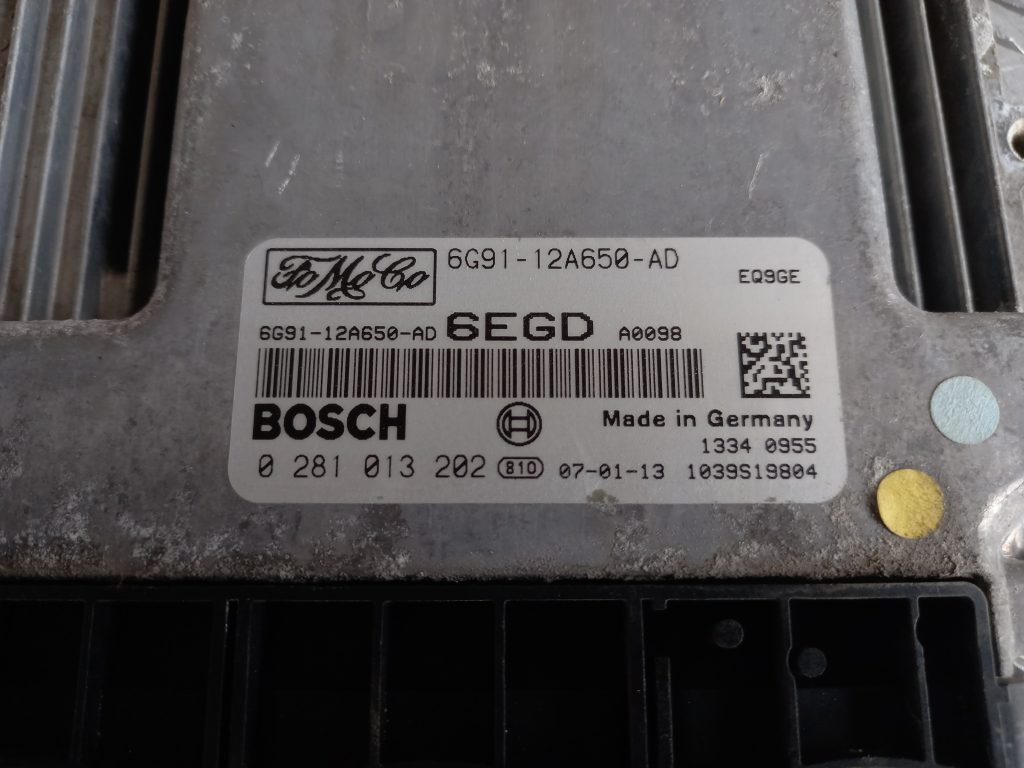 FoMoCo 6G91-12A650-AD
EQ9GE
6G91-12A650-AD 6EGD A0098
BOSCH Made in Germany
1334 0955
0 281 013 202 810 07-01-13 1039S19804